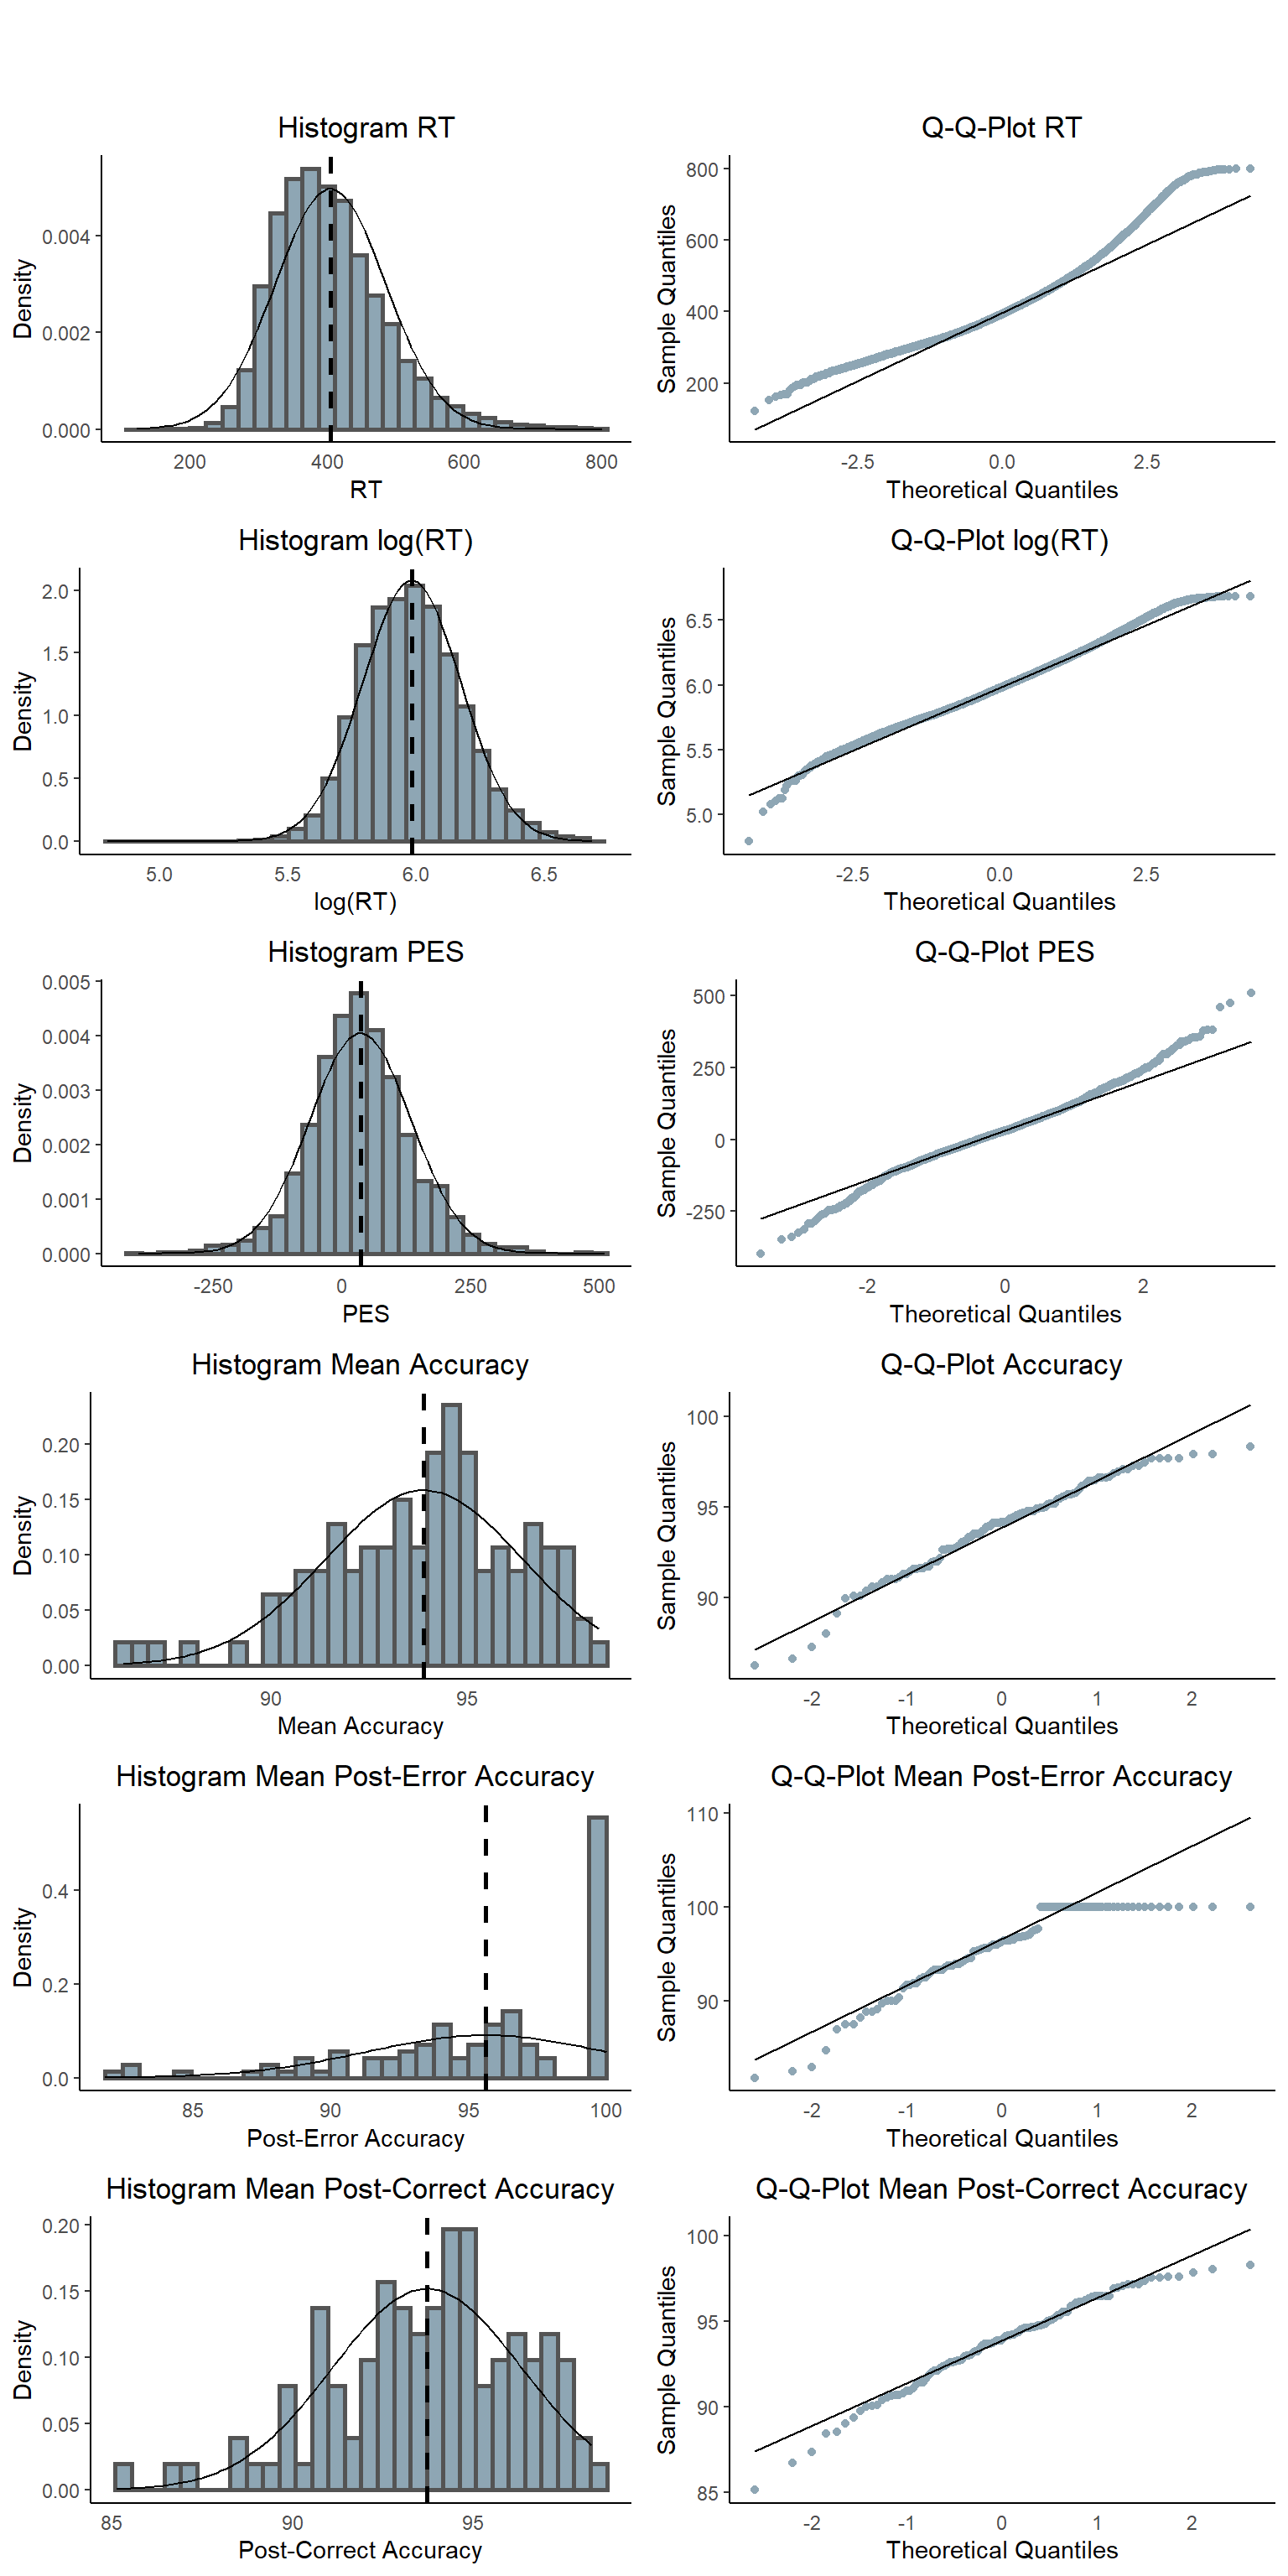 Histogram RT
Q-Q-Plot RT
Density
0.004
0.002
0.000
200 400 600 800
RT
Sample Quantiles
800
600
400
200
-2.5 0.0 2.5
Theoretical Quantiles
Histogram log(RT)
Q-Q-Plot log(RT)
Density
2.0
1.5
1.0
0.5
0.0
5.0 5.5 6.0 6.5
log(RT)
Sample Quantiles
6.5
6.0
5.5
5.0
-2.5 0.0 2.5
Theoretical Quantiles
Histogram PES
Q-Q-Plot PES
Density
0.005
0.004
0.003
0.002
0.001
0.000
-250 0 250 500
PES
Sample Quantiles
500
250
0
-250
-2 0 2
Theoretical Quantiles
Histogram Mean Accuracy
Q-Q-Plot Accuracy
Density
0.20
0.15
0.10
0.05
0.00
90 95
Mean Accuracy
Sample Quantiles
100
95
90
-2 -1 0 1 2
Theoretical Quantiles
Histogram Mean Post-Error Accuracy
Q-Q-Plot Mean Post-Error Accuracy
Density
0.4
0.2
0.0
85 90 95 100
Post-Error Accuracy
Sample Quantiles
110
100
90
-2 -1 0 1 2
Theoretical Quantiles
Histogram Mean Post-Correct Accuracy
Q-Q-Plot Mean Post-Correct Accuracy
Density
0.20
0.15
0.10
0.05
0.00
85 90 95
Post-Correct Accuracy
Sample Quantiles
100
95
90
85
-2 -1 0 1 2
Theoretical Quantiles